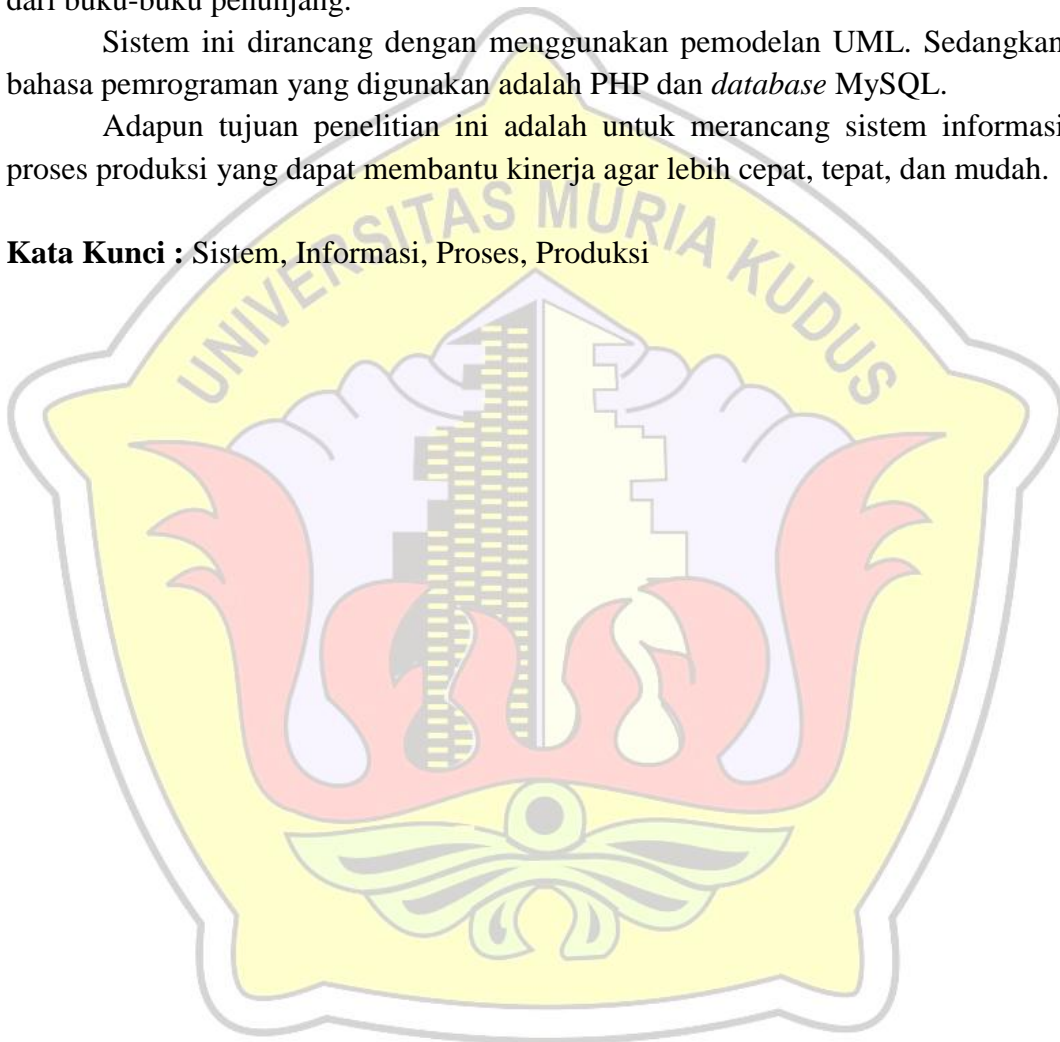 dari buku-buku penunjang.
Sistem ini dirancang dengan menggunakan pemodelan UML. Sedangkan
bahasa pemrograman yang digunakan adalah PHP dan database MySQL.
Adapun tujuan penelitian ini adalah untuk merancang sistem informasi
proses produksi yang dapat membantu kinerja agar lebih cepat, tepat, dan mudah.
Kata Kunci : Sistem, Informasi, Proses, Produksi
UNIVERSITAS MURIA KUDUS